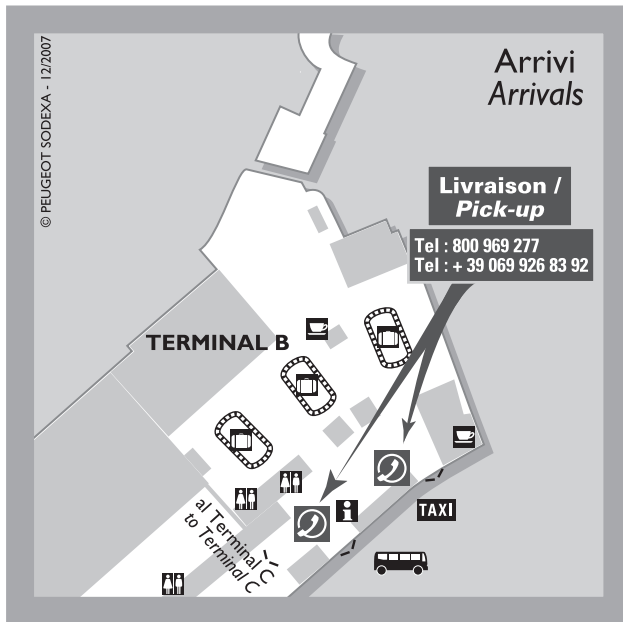 © PEUGEOT SODEXA - 12/2007
Arrivi
Arrivals
Livraison /
Pick-up
Tel : 800 969 277
Tel : + 39 069 926 83 92
TERMINAL B
TAXI
al Terminal C
to Terminal C